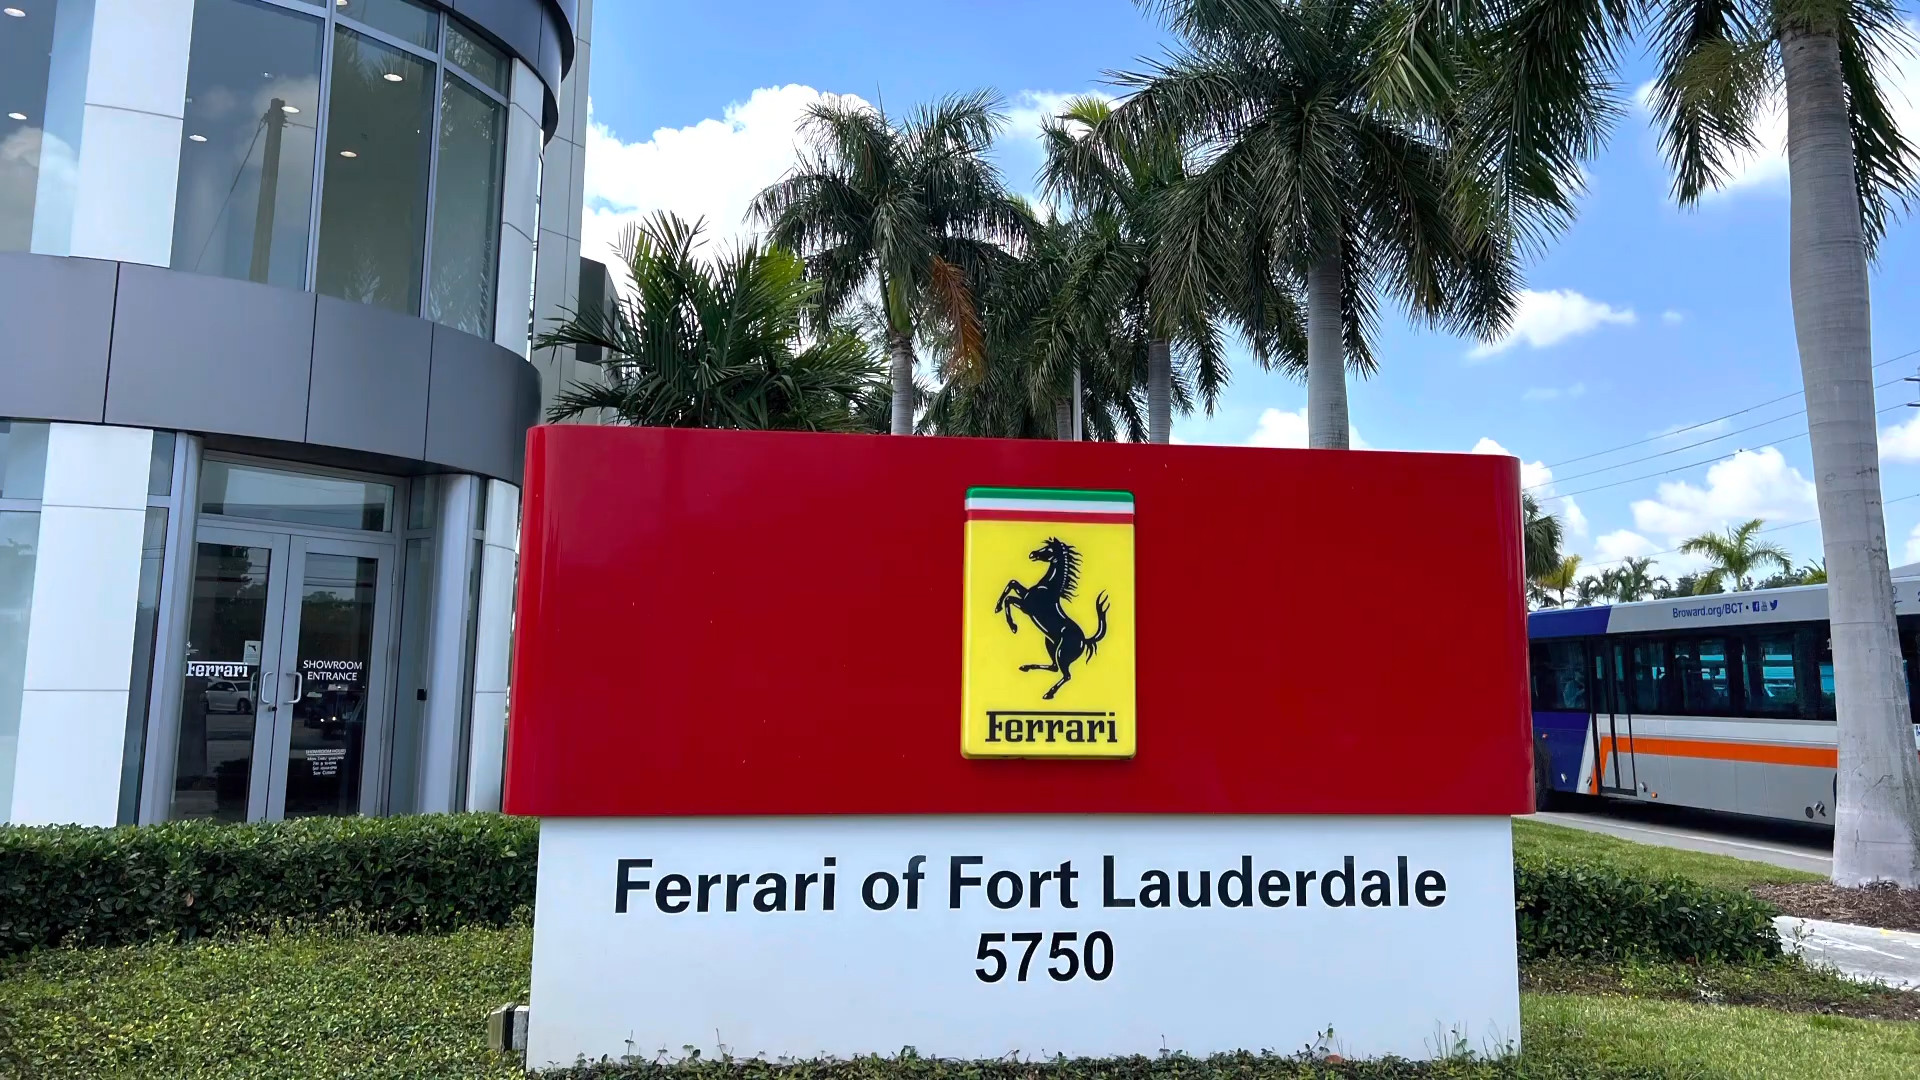 Ferrari
SHOWROOM
ENTRANCE
Ferrari
Broward.org/BCT •
Ferrari of Fort Lauderdale
5750